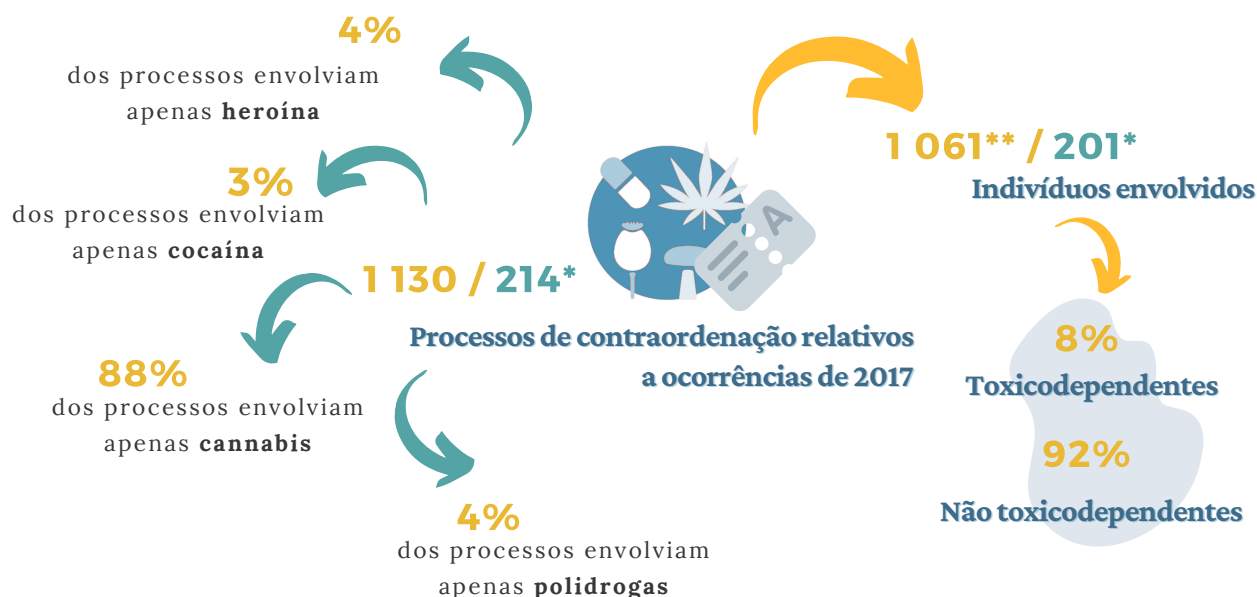 4%
dos processos envolviam
apenas heroína
3%
dos processos envolviam
apenas cocaína
1 130 / 214*
Processos de contraordenação relativos
a ocorrências de 2017
88%
dos processos envolviam
apenas cannabis
4%
dos processos envolviam
apenas polidrogas
A
1 061** / 201*
Indivíduos envolvidos
8%
Toxicodependentes
92%
Não toxicodependentes